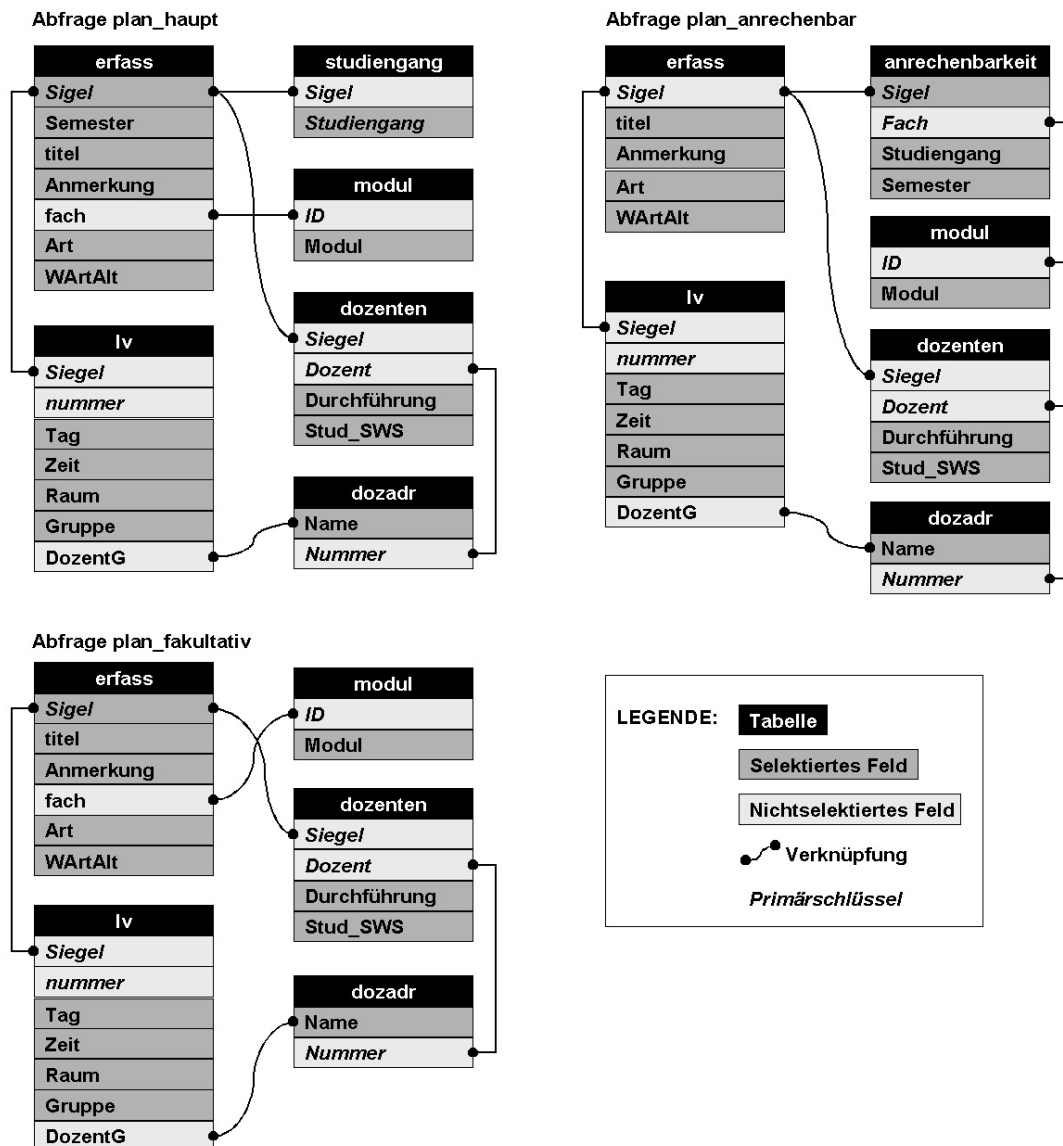 Abfrage plan_haupt
erfass
Sigel
Semester
titel
Anmerkung
fach
Art
WArtAlt
lv
Siegel
nummer
Tag
Zeit
Raum
Gruppe
DozentG
studiengang
Sigel
Studiengang
modul
ID
Modul
dozenten
Siegel
Dozent
Durchführung
Stud_SWS
dozadr
Name
Nummer
Abfrage plan_anrechenbar
erfass
Sigel
titel
Anmerkung
Art
WArtAlt
lv
Siegel
nummer
Tag
Zeit
Raum
Gruppe
DozentG
anrechenbarkeit
Sigel
Fach
Studiengang
Semester
modul
ID
Modul
dozenten
Siegel
Dozent
Durchführung
Stud_SWS
dozadr
Name
Nummer
Abfrage plan_fakultativ
erfass
Sigel
titel
Anmerkung
fach
Art
WArtAlt
lv
Siegel
nummer
Tag
Zeit
Raum
Gruppe
DozentG
modul
ID
Modul
dozenten
Siegel
Dozent
Durchführung
Stud_SWS
dozadr
Name
Nummer
LEGENDE: Tabelle
Selektiertes Feld
Nichtselektiertes Feld
Verknüpfung
Primärschlüssel